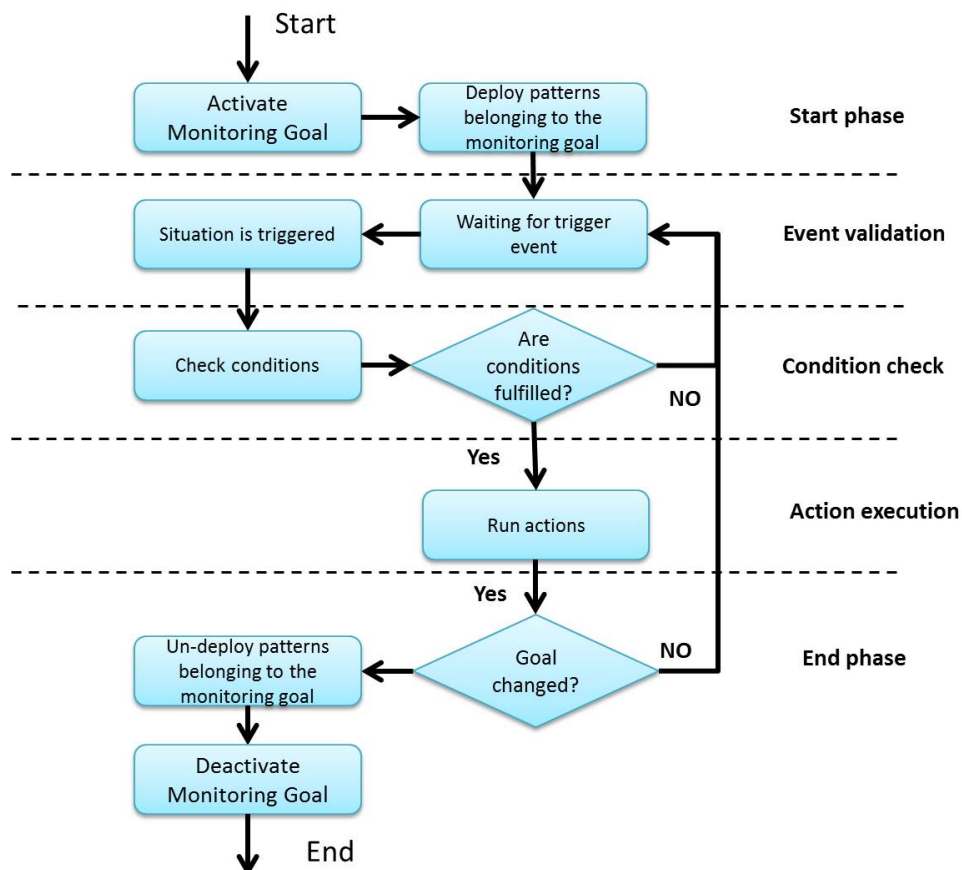 Start
Activate
Monitoring Goal
Deploy patterns
belonging to the
monitoring goal
Start phase
Situation is triggered
Waiting for trigger
event
Event validation
Check conditions
Are
conditions
fulfilled?
NO
Condition check
Yes
Run actions
Action execution
Yes
Un-deploy patterns
belonging to the
monitoring goal
Goal
changed?
NO
End phase
Deactivate
Monitoring Goal
End